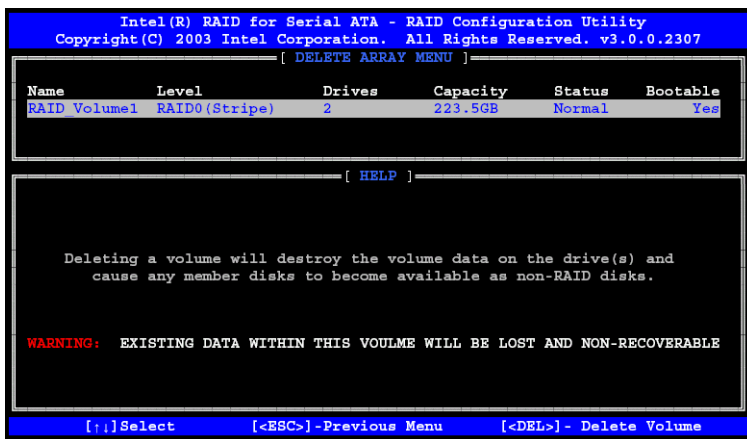 Intel(R) RAID for Serial ATA - RAID Configuration Utility
Copyright(C) 2003 Intel Corporation. All Rights Reserved. v3.0.0.2307
[ DELETE ARRAY MENU ]
Name Level Drives Capacity Status Bootable
RAID_Volume1 RAID0(Stripe) 2 223.5GB Normal Yes
[ HELP ]
Deleting a volume will destroy the volume data on the drive(s) and
cause any member disks to become available as non-RAID disks.
WARNING: EXISTING DATA WITHIN THIS VOULME WILL BE LOST AND NON-RECOVERABLE
[↑↓]Select [<ESC>]-Previous Menu [<DEL>]- Delete Volume